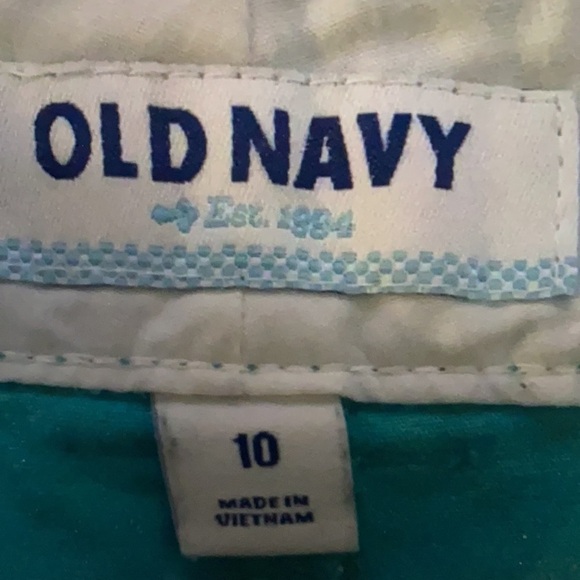 OLD NAVY
Est. 1994
10
MADE IN
VIETNAM